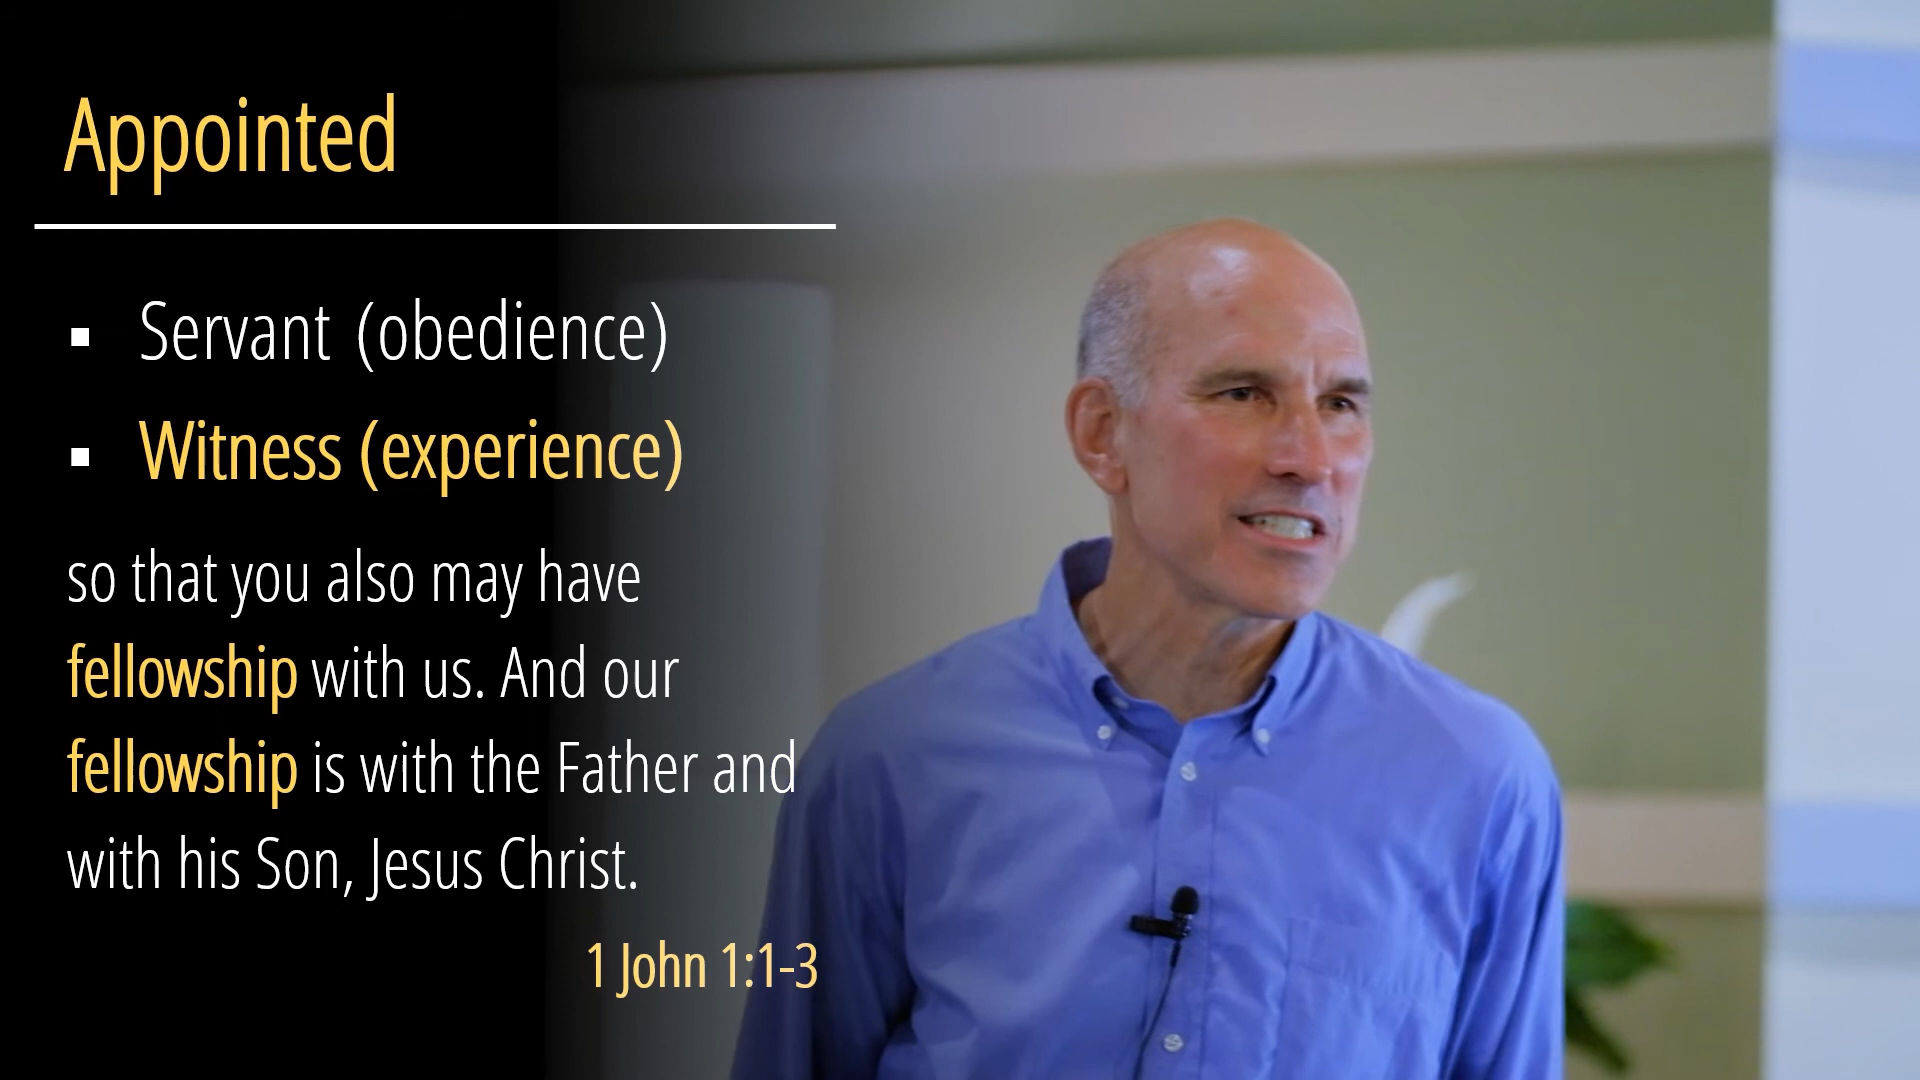 Appointed
▪ Servant (obedience)
▪ Witness (experience)
so that you also may have
fellowship with us. And our
fellowship is with the Father and
with his Son, Jesus Christ.
1 John 1:1-3